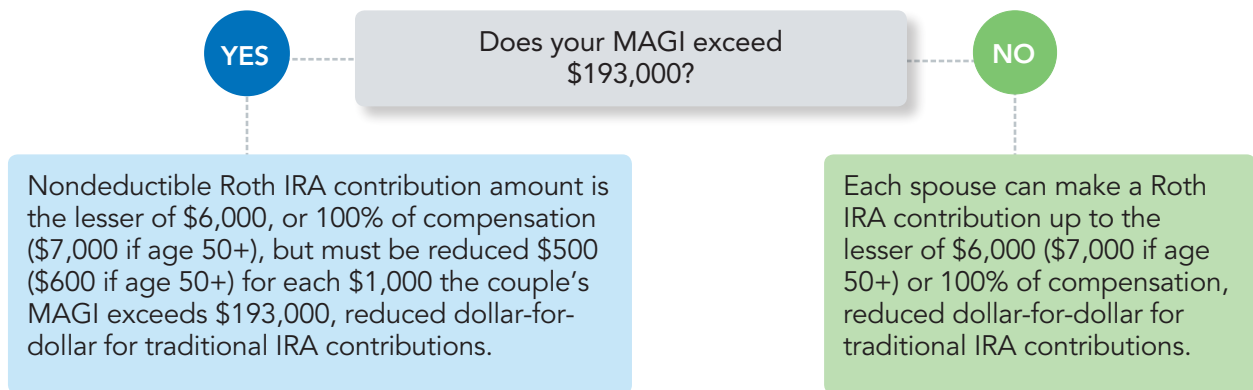 YES
Does your MAGI exceed
$193,000?
NO
Nondeductible Roth IRA contribution amount is
the lesser of $6,000, or 100% of compensation
($7,000 if age 50+), but must be reduced $500
($600 if age 50+) for each $1,000 the couple’s
MAGI exceeds $193,000, reduced dollar-for-
dollar for traditional IRA contributions.
Each spouse can make a Roth
IRA contribution up to the
lesser of $6,000 ($7,000 if age
50+) or 100% of compensation,
reduced dollar-for-dollar for
traditional IRA contributions.